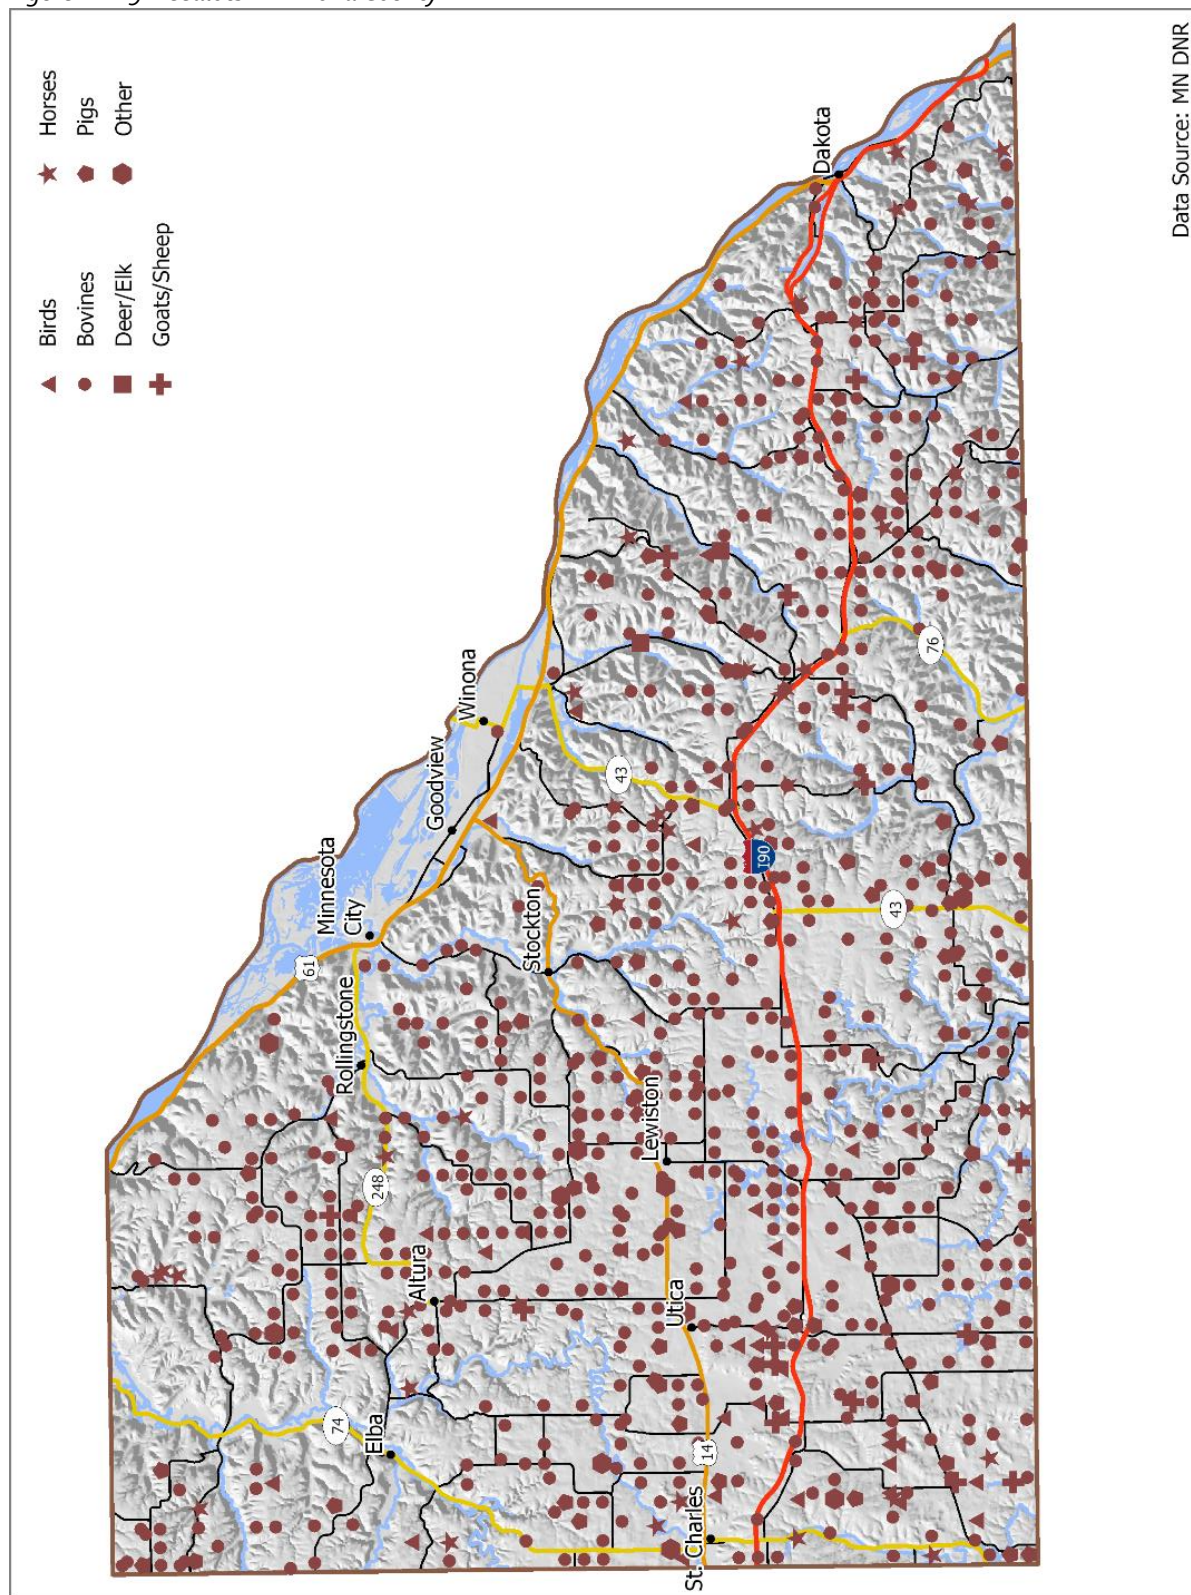 Birds
Bovines
Deer/Elk
Goats/Sheep
Horses
Pigs
Other
61
Minnesota
City
Rollingstone
Goodview
Winona
248
Altura
74
Elba
Stockton
43
Dakota
Lewiston
Utica
14
St. Charles
I90
43
76
Data Source: MN DNR